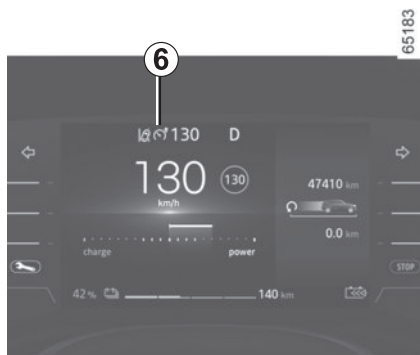 65183
6
130 D
130
130
km/h
47410 km
0.0 km
charge
power
42 %
140 km
STOP